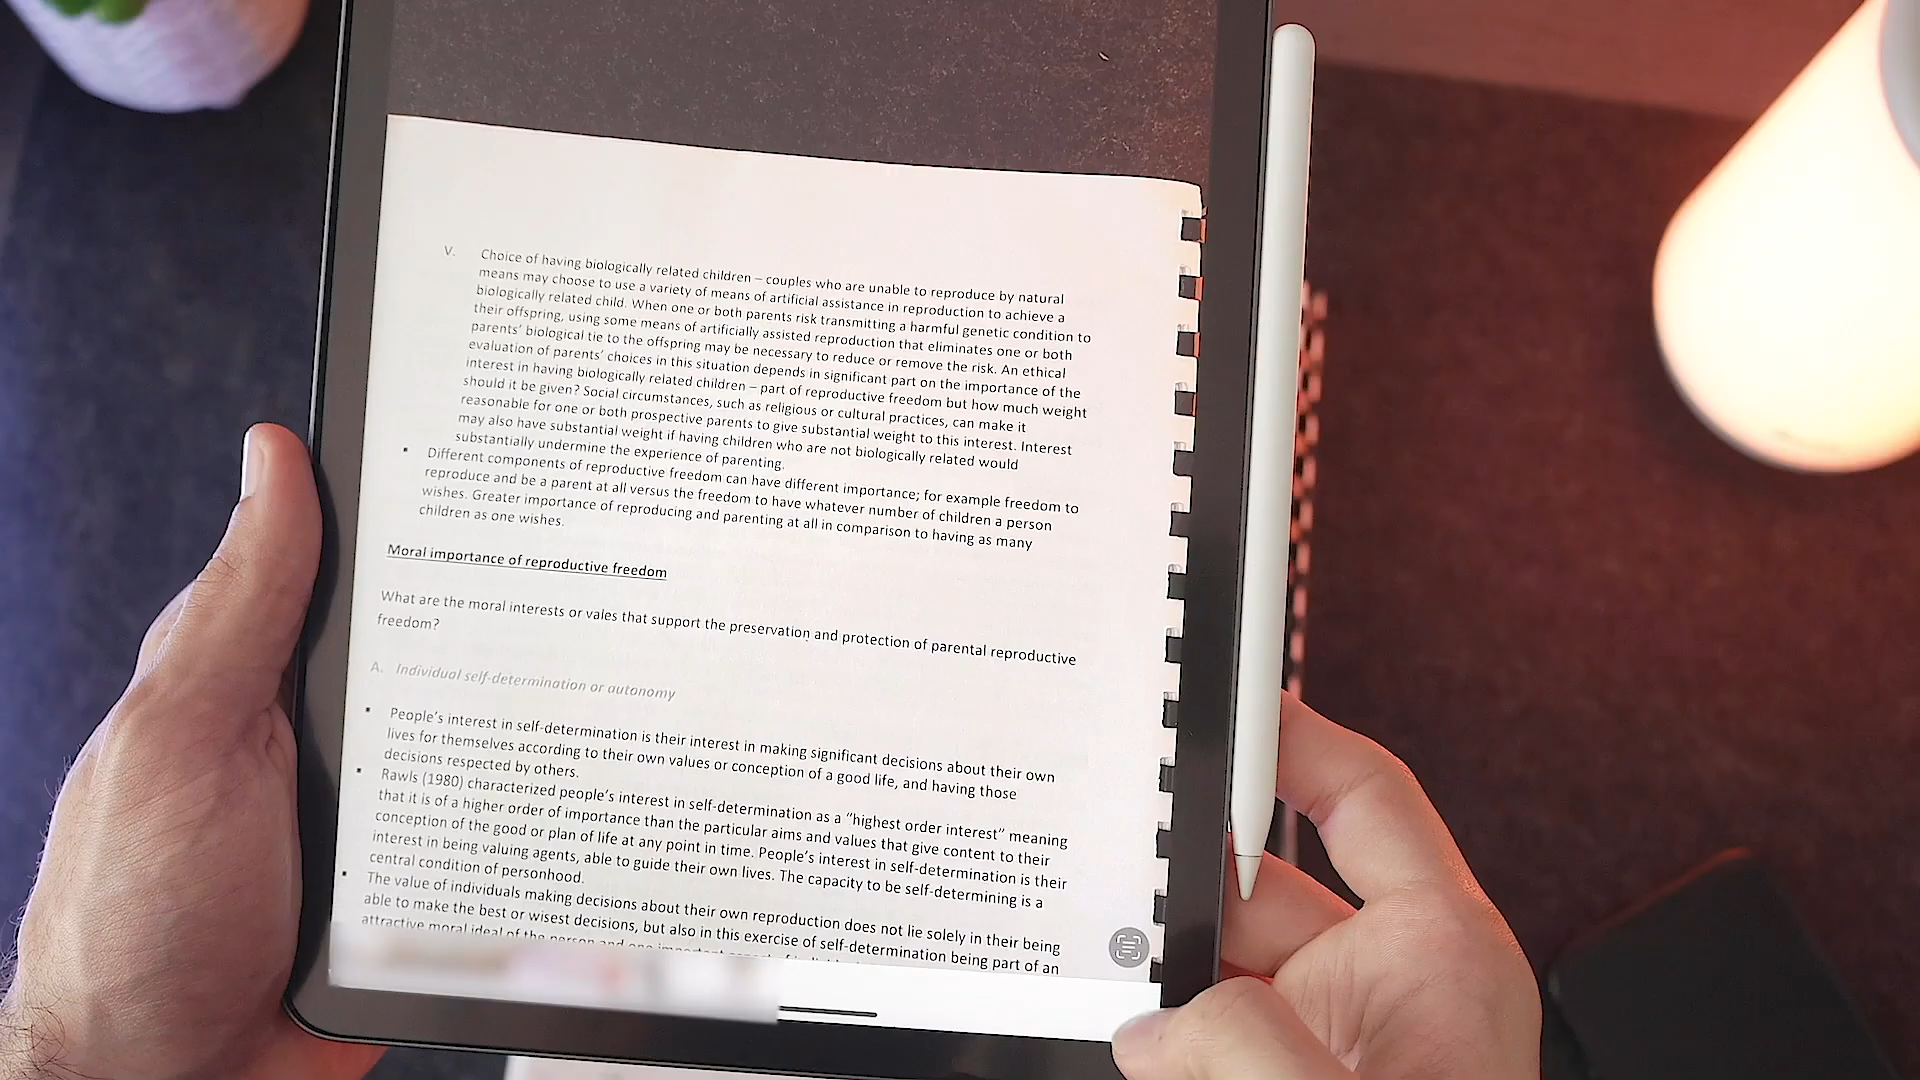 V. Choice of having biologically related children – couples who are unable to reproduce by natural
means may choose to use a variety of means of artificial assistance in reproduction to achieve a
biologically related child. When one or both parents risk transmitting a harmful genetic condition to
their offspring, using some means of artificially assisted reproduction that eliminates one or both
parents' biological tie to the offspring may be necessary to reduce or remove the risk. An ethical
evaluation of parents' choices in this situation depends in significant part on the importance of the
interest in having biologically related children – part of reproductive freedom but how much weight
should it be given? Social circumstances, such as religious or cultural practices, can make it
reasonable for one or both prospective parents to give substantial weight to this interest. Interest
may also have substantial weight if having children who are not biologically related would
substantially undermine the experience of parenting.
▪ Different components of reproductive freedom can have different importance; for example freedom to
reproduce and be a parent at all versus the freedom to have whatever number of children a person
wishes. Greater importance of reproducing and parenting at all in comparison to having as many
children as one wishes.
Moral importance of reproductive freedom
What are the moral interests or vales that support the preservation and protection of parental reproductive
freedom?
A. Individual self-determination or autonomy
▪ People's interest in self-determination is their interest in making significant decisions about their own
lives for themselves according to their own values or conception of a good life, and having those
decisions respected by others.
▪ Rawls (1980) characterized people's interest in self-determination as a "highest order interest" meaning
that it is of a higher order of importance than the particular aims and values that give content to their
conception of the good or plan of life at any point in time. People's interest in self-determination is their
interest in being valuing agents, able to guide their own lives. The capacity to be self-determining is a
central condition of personhood.
▪ The value of individuals making decisions about their own reproduction does not lie solely in their being
able to make the best or wisest decisions, but also in this exercise of self-determination being part of an
attractive moral ideal of the person and one